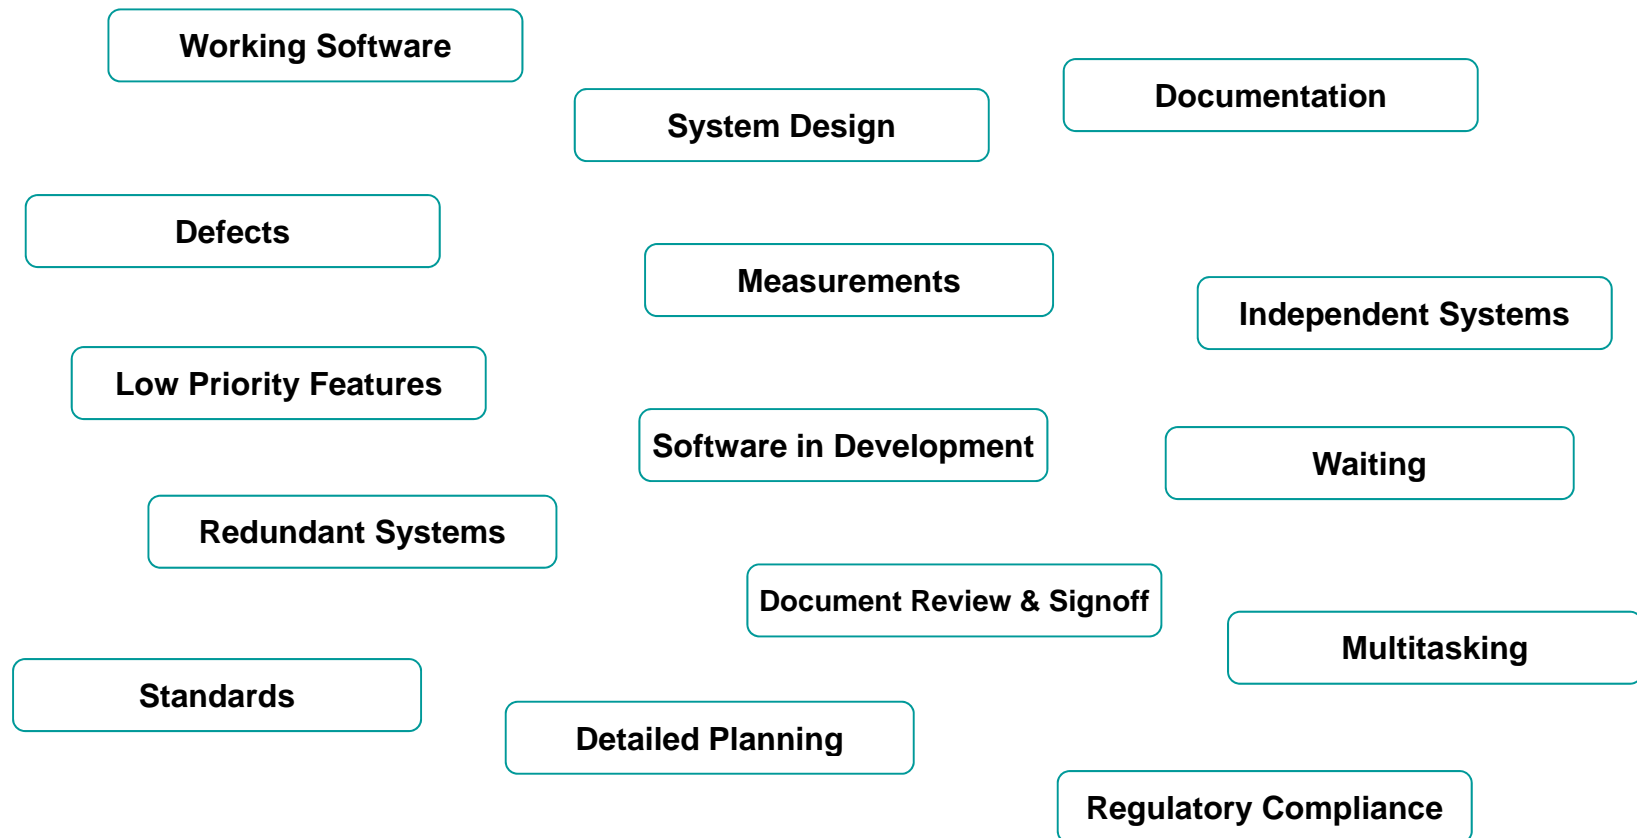 Working Software
System Design
Documentation
Defects
Measurements
Independent Systems
Low Priority Features
Software in Development
Waiting
Redundant Systems
Document Review & Signoff
Multitasking
Standards
Detailed Planning
Regulatory Compliance